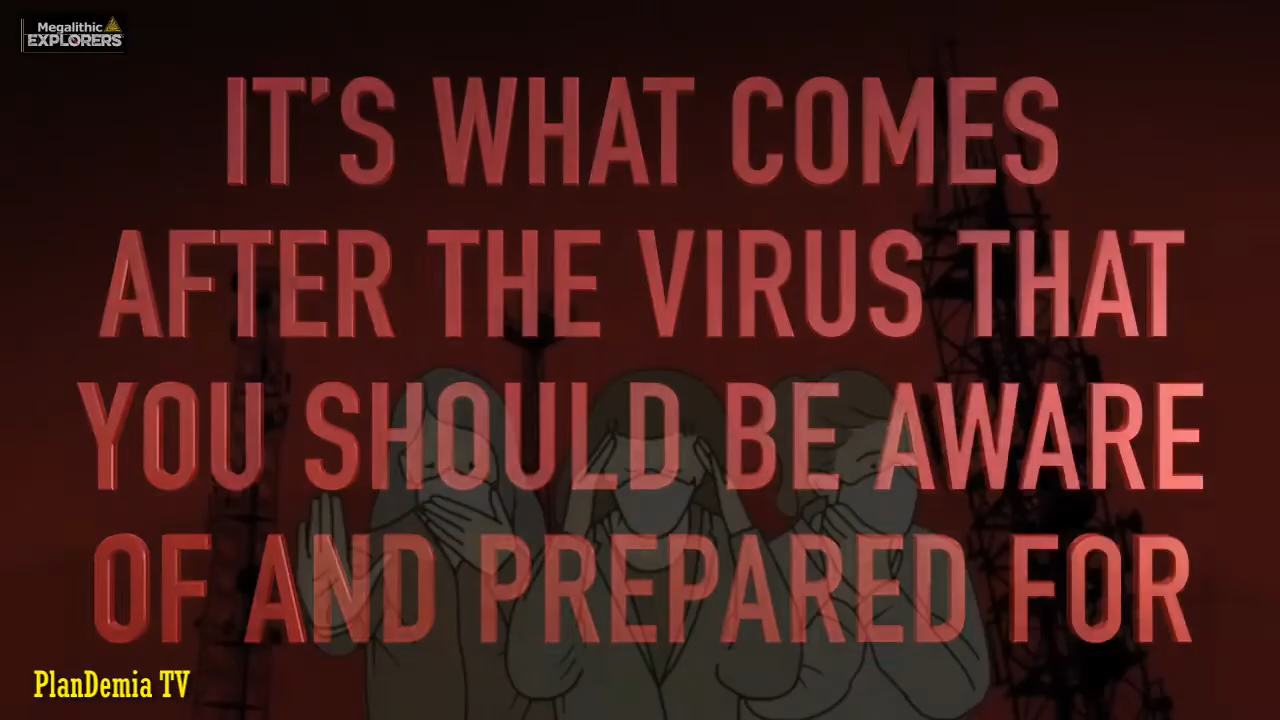 Megalithic
EXPLORERS
IT'S WHAT COMES
AFTER THE VIRUS THAT
YOU SHOULD BE AWARE
OF AND PREPARED FOR
PlanDemia TV